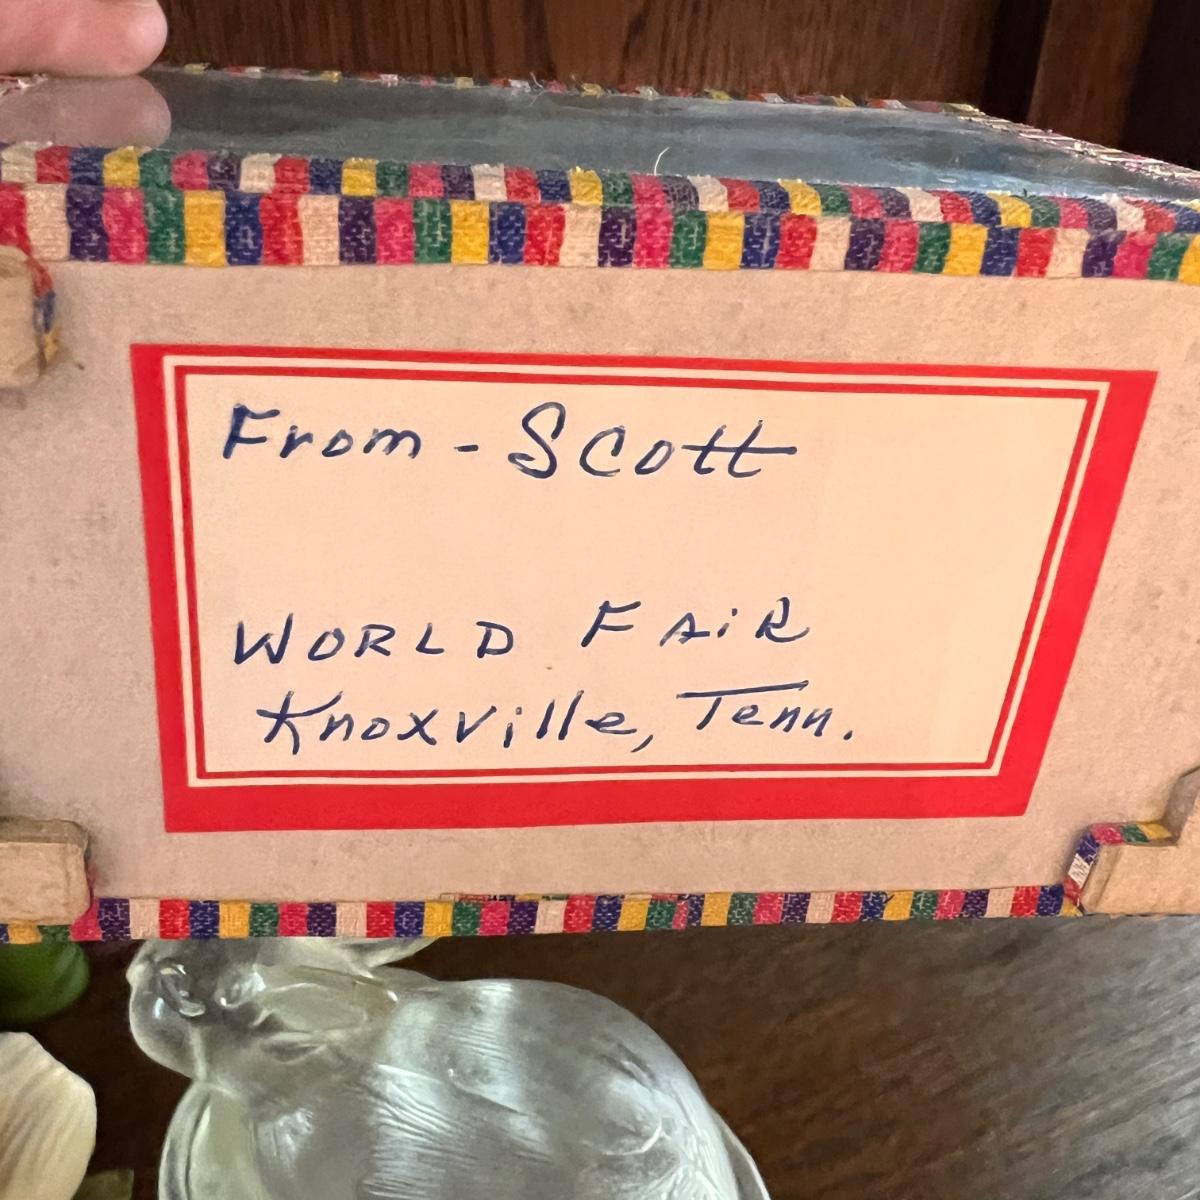 From - Scott
WORLD FAiR
Knoxville, Tenn.